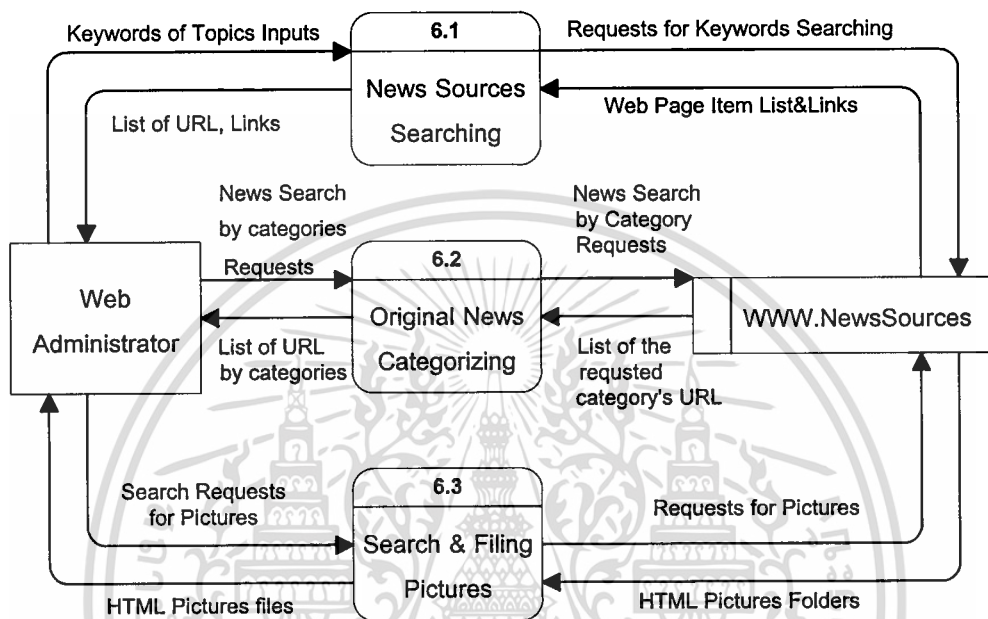 Keywords of Topics Inputs
6.1
Requests for Keywords Searching
News Sources
Searching
Web Page Item List&Links
List of URL, Links
News Search
by categories
Requests
News Search
by Category
Requests
6.2
Web
Administrator
Original News
Categorizing
WWW.NewsSources
List of URL
by categories
List of the
requsted
category's URL
6.3
Search Requests
for Pictures
Requests for Pictures
Search & Filing
Pictures
HTML Pictures files
HTML Pictures Folders